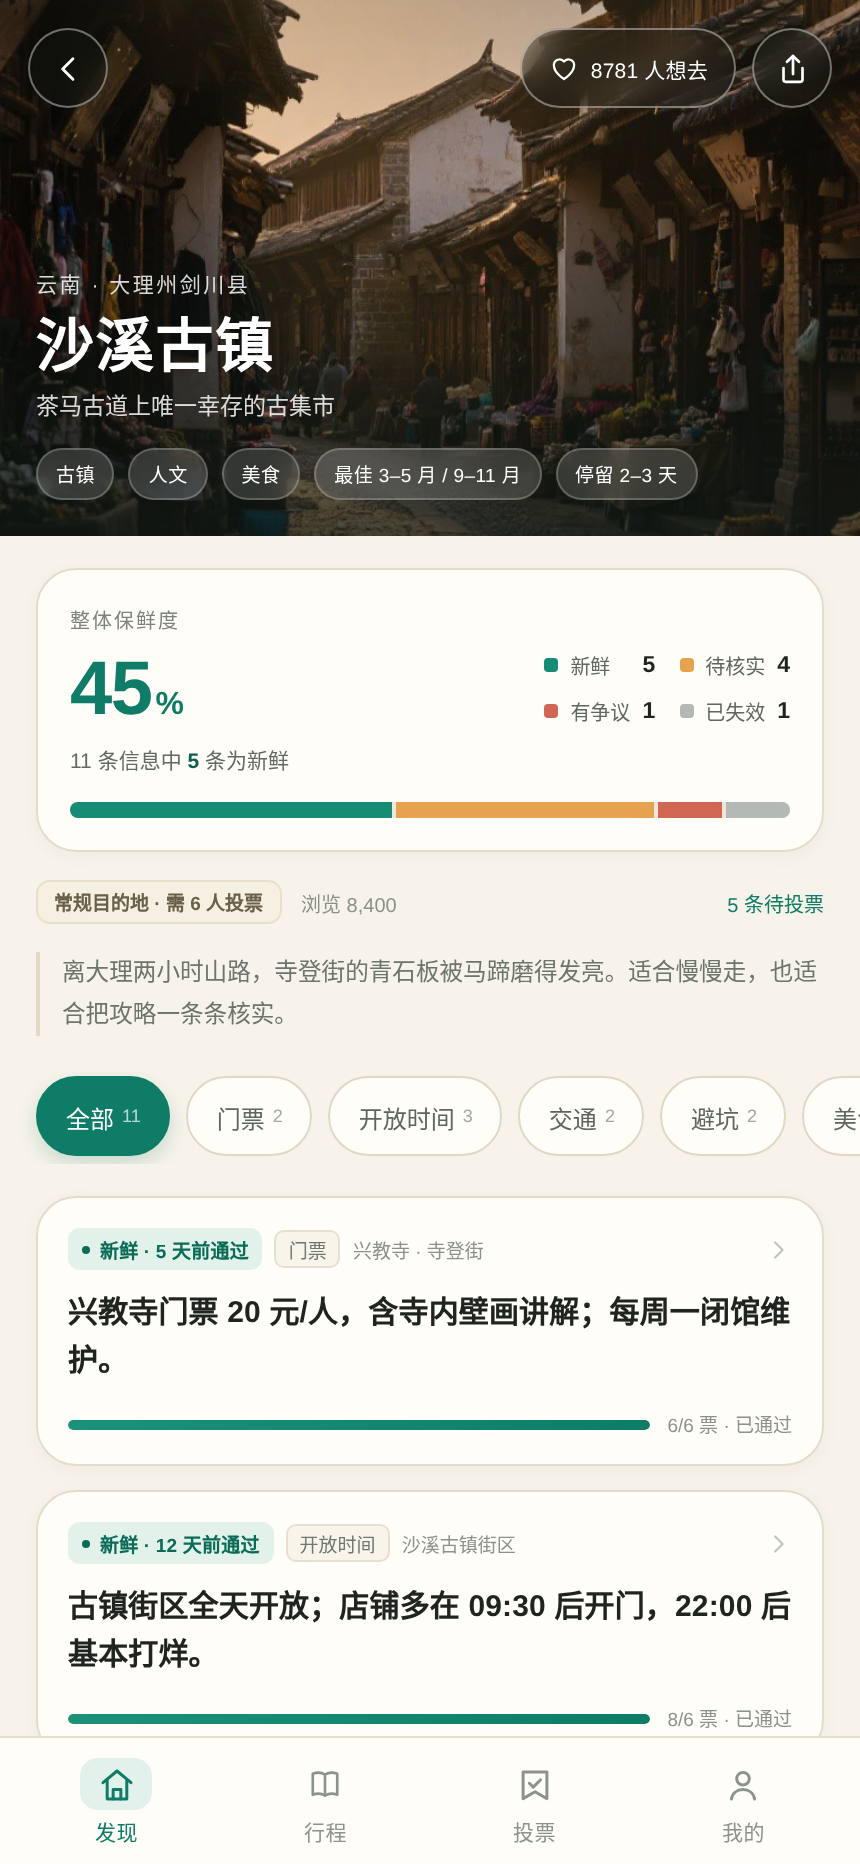 8781 人想去
云南 · 大理州剑川县
沙溪古镇
茶马古道上唯一幸存的古集市
古镇 人文 美食 最佳 3–5 月 / 9–11 月 停留 2–3 天
整体保鲜度
45%
新鲜 5 待核实 4
有争议 1 已失效 1
11 条信息中 5 条为新鲜
常规目的地 · 需 6 人投票 浏览 8,400 5 条待投票
离大理两小时山路，寺登街的青石板被马蹄磨得发亮。适合慢慢走，也适
合把攻略一条条核实。
全部 11 门票 2 开放时间 3 交通 2 避坑 2 美
新鲜 · 5 天前通过 门票 兴教寺 · 寺登街
兴教寺门票 20 元/人，含寺内壁画讲解；每周一闭馆维
护。
6/6 票 · 已通过
新鲜 · 12 天前通过 开放时间 沙溪古镇街区
古镇街区全天开放；店铺多在 09:30 后开门，22:00 后
基本打烊。
8/6 票 · 已通过
发现 行程 投票 我的